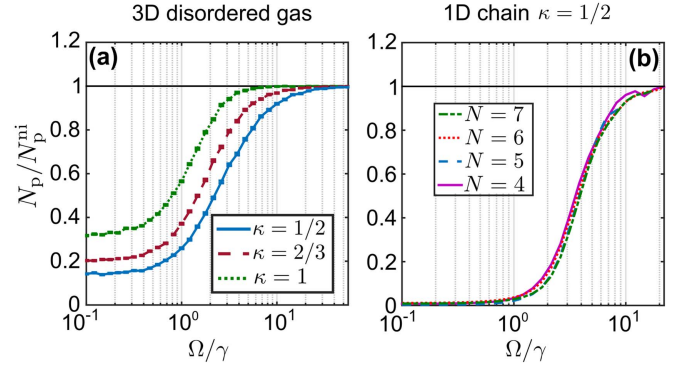 3D disordered gas
1D chain κ = 1/2
(a)
N_p/N_p^ni
1.2
1
0.8
0.6
0.4
0.2
0
κ = 1/2
κ = 2/3
κ = 1
10^-1
10^0
10^1
Ω/γ
(b)
1.2
1
0.8
0.6
0.4
0.2
0
N = 7
N = 6
N = 5
N = 4
10^-1
10^0
10^1
Ω/γ